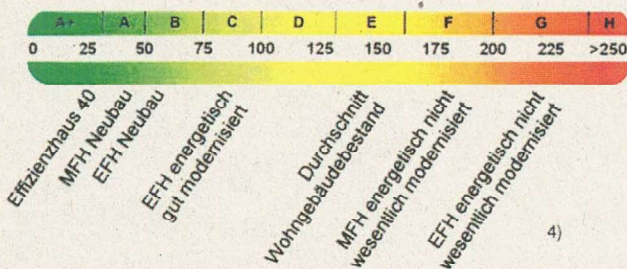 A+ A B C D E F G H
0 25 50 75 100 125 150 175 200 225 >250
Effizienzhaus 40
MFH Neubau
EFH Neubau
EFH energetisch
gut modernisiert
Durchschnitt
Wohngebäudebestand
MFH energetisch nicht
wesentlich modernisiert
EFH energetisch nicht
wesentlich modernisiert
4)